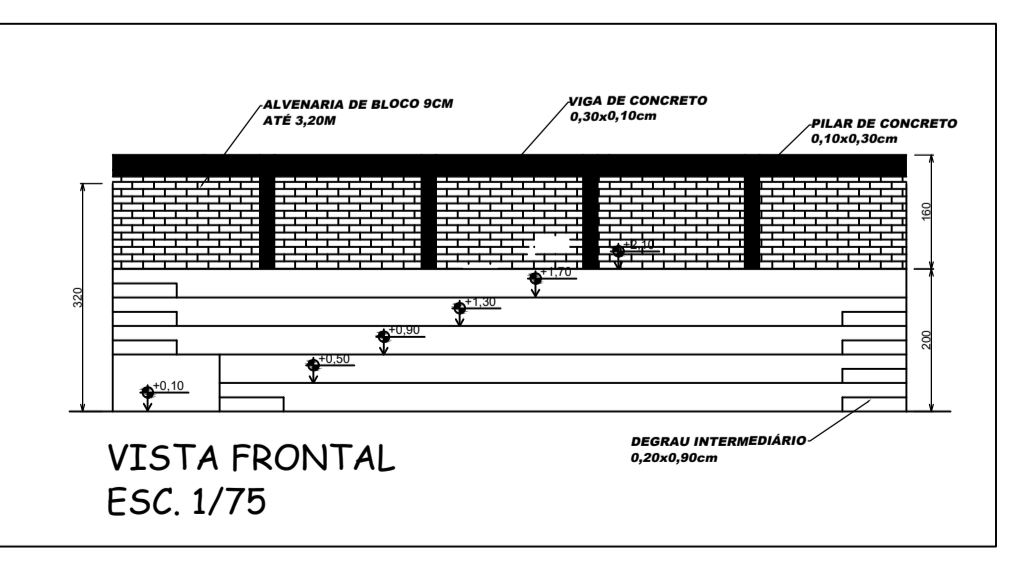 ALVENARIA DE BLOCO 9CM
ATÉ 3,20M
VIGA DE CONCRETO
0,30x0,10cm
PILAR DE CONCRETO
0,10x0,30cm
160
+2,10
+1,70
320
+1,30
+0,90
200
+0,50
+0,10
DEGRAU INTERMEDIÁRIO
0,20x0,90cm
VISTA FRONTAL
ESC. 1/75